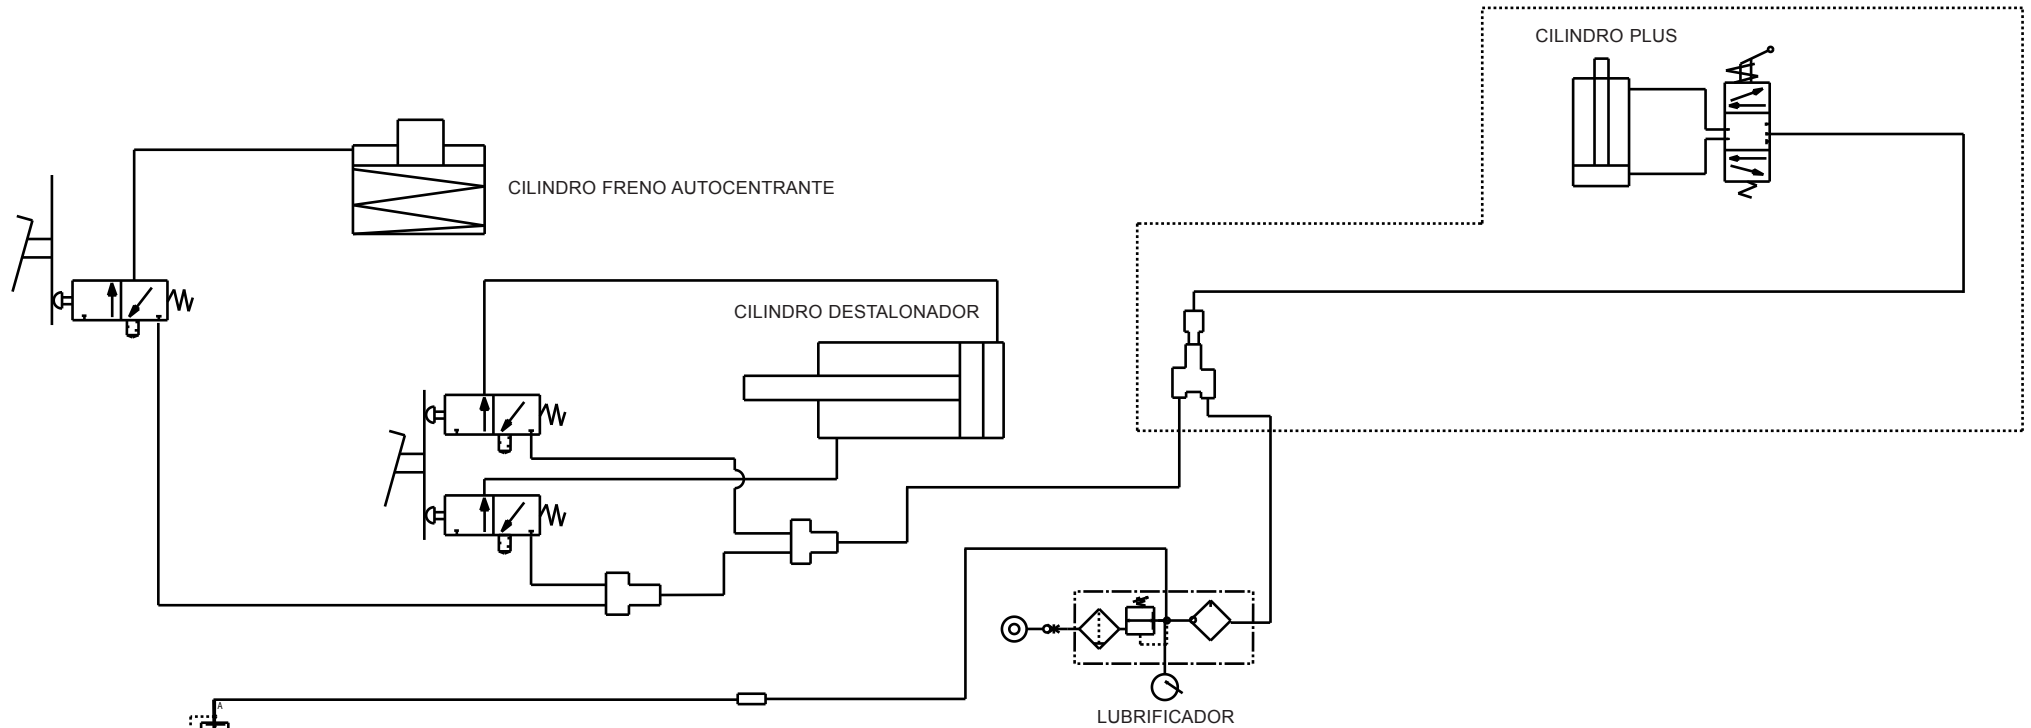 CILINDRO PLUS
CILINDRO FRENO AUTOCENTRANTE
CILINDRO DESTALONADOR
A
LUBRIFICADOR